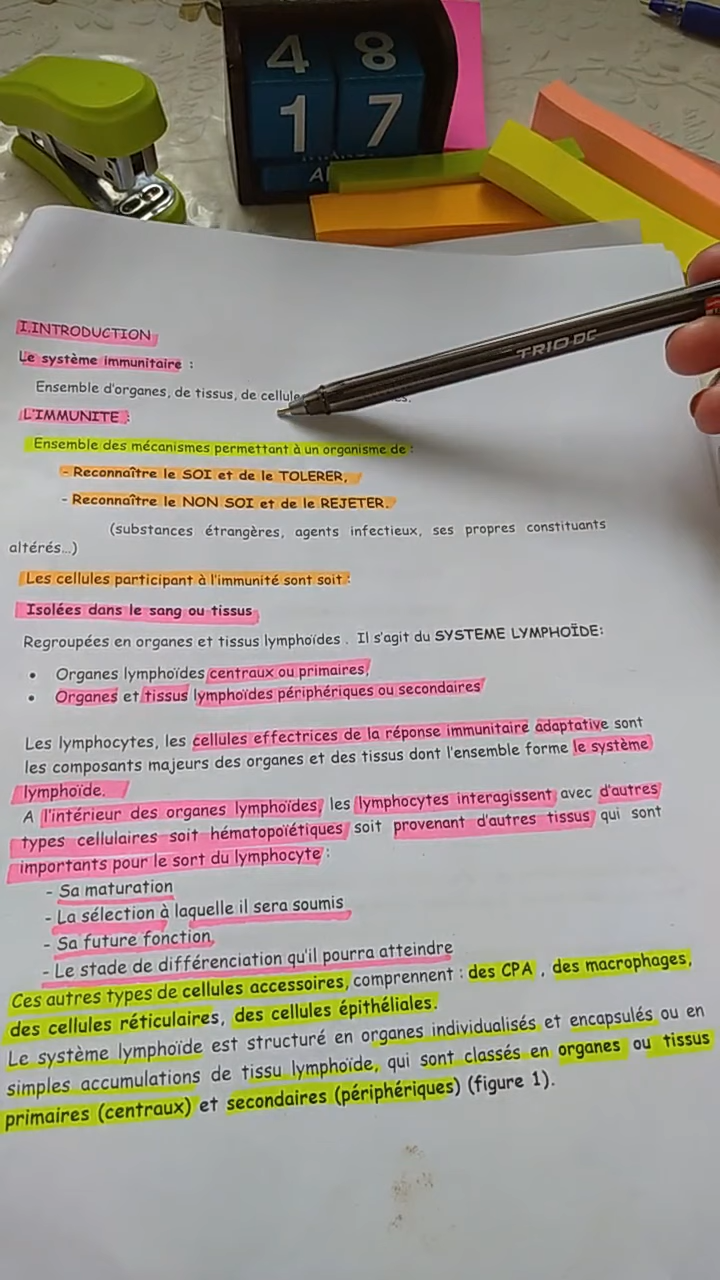 4 8
1 7
I.INTRODUCTION
TRIO-DC
Le système immunitaire :
Ensemble d'organes, de tissus, de
L'IMMUNITE :
Ensemble des mécanismes permettant à un organisme de :
- Reconnaître le SOI et de le TOLERER,
- Reconnaître le NON SOI et de le REJETER.
(substances étrangères, agents infectieux, ses propres constituants
altérés…)
Les cellules participant à l'immunité sont soit :
Isolées dans le sang ou tissus
Regroupées en organes et tissus lymphoïdes . Il s'agit du SYSTEME LYMPHOÏDE:
• Organes lymphoïdes centraux ou primaires,
• Organes et tissus lymphoïdes périphériques ou secondaires
Les lymphocytes, les cellules effectrices de la réponse immunitaire adaptative sont
les composants majeurs des organes et des tissus dont l'ensemble forme le système
lymphoïde.
A l'intérieur des organes lymphoïdes, les lymphocytes interagissent avec d'autres
types cellulaires soit hématopoïétiques soit provenant d'autres tissus qui sont
importants pour le sort du lymphocyte :
- Sa maturation
- La sélection à laquelle il sera soumis
- Sa future fonction,
- Le stade de différenciation qu'il pourra atteindre
Ces autres types de cellules accessoires, comprennent : des CPA , des macrophages,
des cellules réticulaires, des cellules épithéliales.
Le système lymphoïde est structuré en organes individualisés et encapsulés ou en
simples accumulations de tissu lymphoïde, qui sont classés en organes ou tissus
primaires (centraux) et secondaires (périphériques) (figure 1).